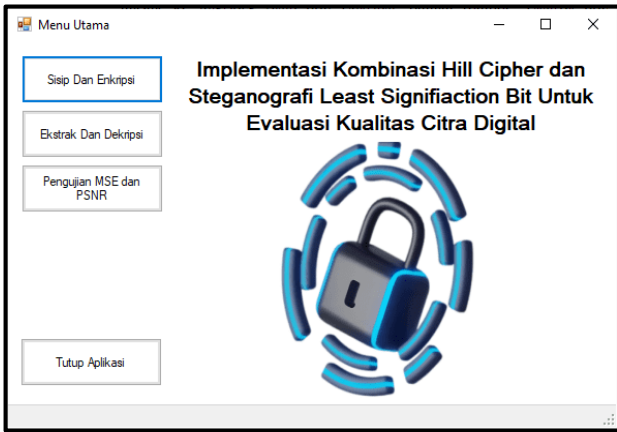 Menu Utama
Sisip Dan Enkripsi
Ekstrak Dan Dekripsi
Pengujian MSE dan
PSNR
Tutup Aplikasi
Implementasi Kombinasi Hill Cipher dan
Steganografi Least Signifiaction Bit Untuk
Evaluasi Kualitas Citra Digital